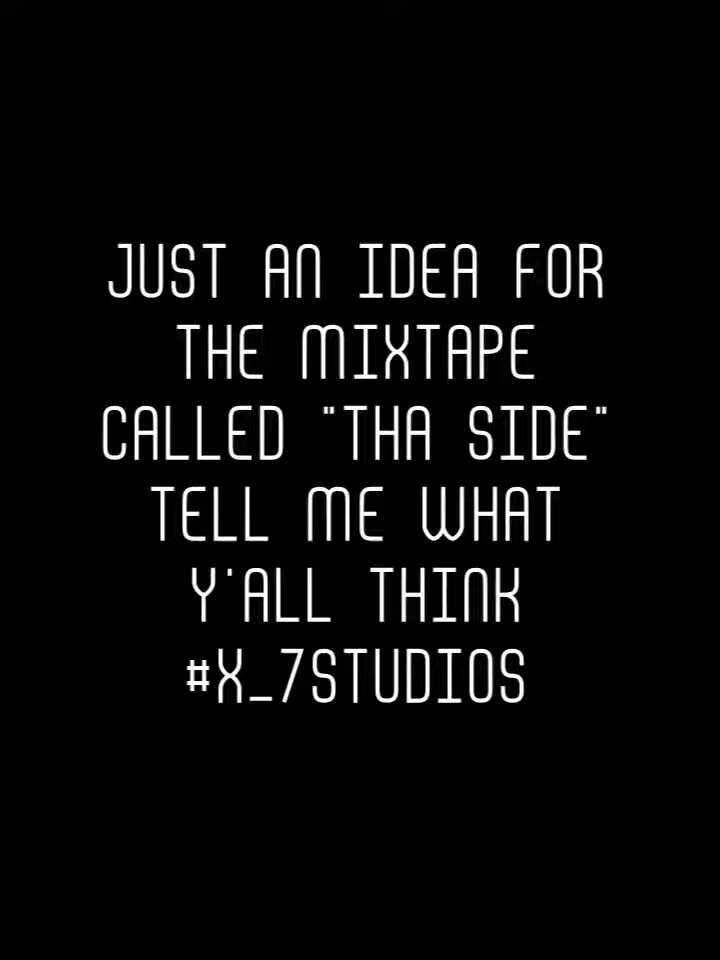 JUST AN IDEA FOR
THE MIXTAPE
CALLED "THA SIDE"
TELL ME WHAT
Y'ALL THINK
#X_7STUDIOS